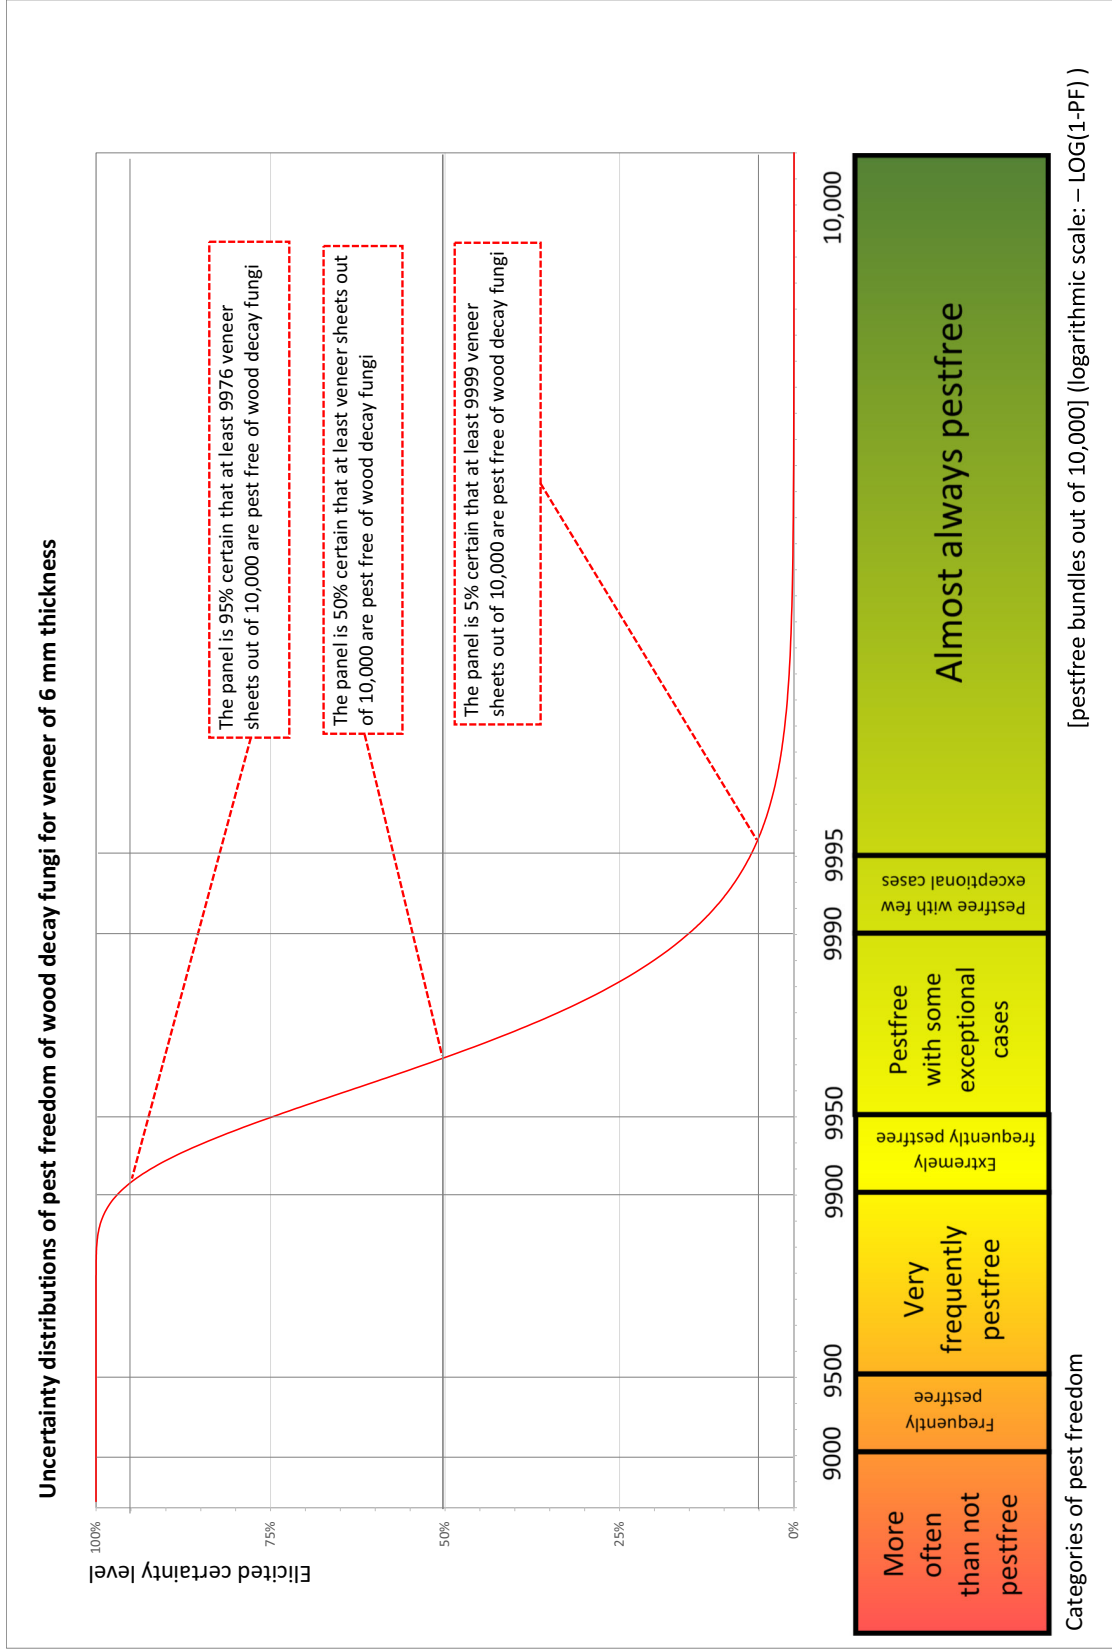 Uncertainty distributions of pest freedom of wood decay fungi for veneer of 6 mm thickness
Elicited certainty level
100%
75%
50%
25%
0%
The panel is 95% certain that at least 9976 veneer
sheets out of 10,000 are pest free of wood decay fungi
The panel is 50% certain that at least veneer sheets out
of 10,000 are pest free of wood decay fungi
The panel is 5% certain that at least 9999 veneer
sheets out of 10,000 are pest free of wood decay fungi
9000
9500
9900
9950
9990
9995
10,000
More
often
than not
pestfree
Frequently
pestfree
Very
frequently
pestfree
Extremely
frequently pestfree
Pestfree
with some
exceptional
cases
Pestfree with few
exceptional cases
Almost always pestfree
Categories of pest freedom
[pestfree bundles out of 10,000] (logarithmic scale: – LOG(1-PF) )